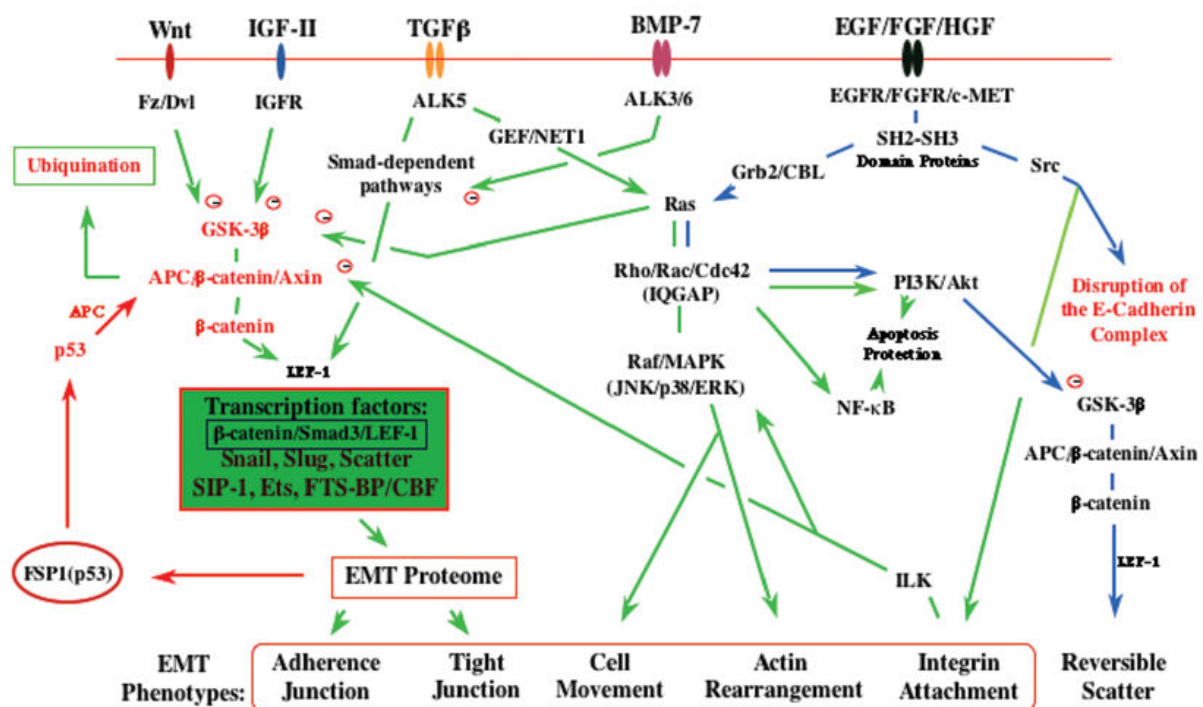 Wnt
IGF-II
TGFβ
BMP-7
EGF/FGF/HGF
Fz/Dvl
IGFR
ALK5
ALK3/6
EGFR/FGFR/c-MET
GEF/NET1
SH2-SH3
Domain Proteins
Ubiquination
Smad-dependent
pathways
Grb2/CBL
Src
Ras
GSK-3β
APC/β-catenin/Axin
Rho/Rac/Cdc42
(IQGAP)
PI3K/Akt
Disruption of
the E-Cadherin
Complex
APC
p53
β-catenin
Apoptosis
Protection
LEF-1
Raf/MAPK
(JNK/p38/ERK)
NF-κB
GSK-3β
Transcription factors:
β-catenin/Smad3/LEF-1
Snail, Slug, Scatter
SIP-1, Ets, FTS-BP/CBF
APC/β-catenin/Axin
β-catenin
LEF-1
FSP1(p53)
EMT Proteome
ILK
EMT
Phenotypes:
Adherence
Junction
Tight
Junction
Cell
Movement
Actin
Rearrangement
Integrin
Attachment
Reversible
Scatter